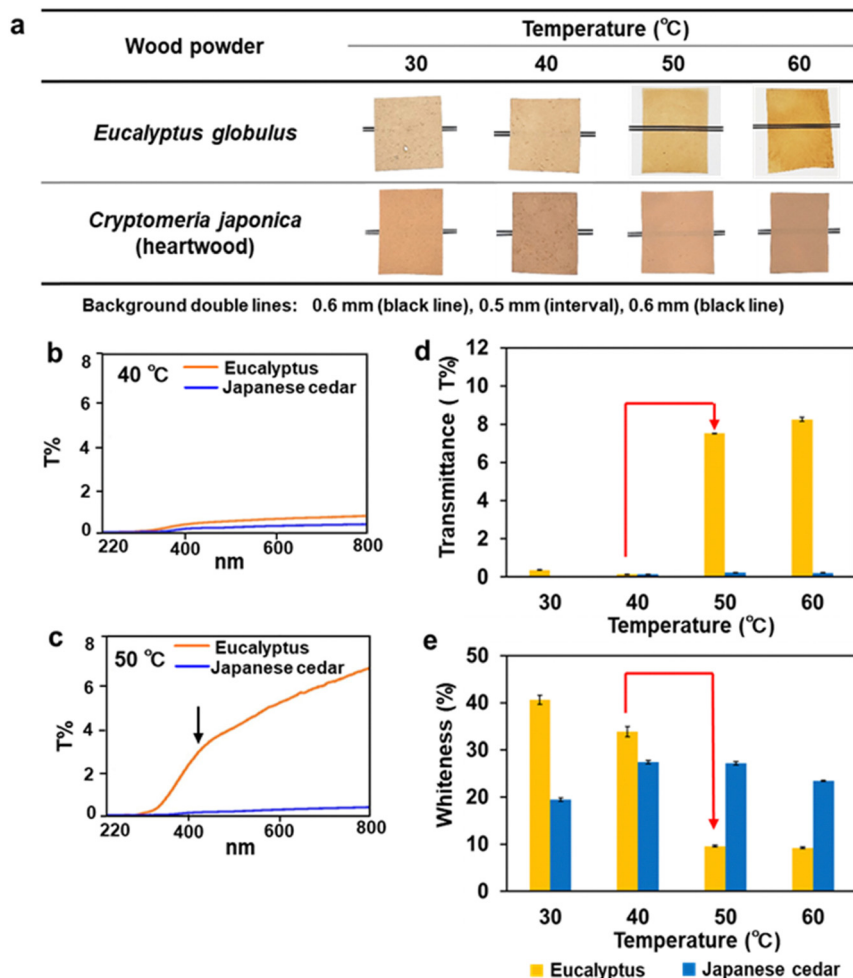 a
Wood powder
Temperature (°C)
30 40 50 60
Eucalyptus globulus
Cryptomeria japonica
(heartwood)
Background double lines: 0.6 mm (black line), 0.5 mm (interval), 0.6 mm (black line)
b
8
6
4
2
0
T%
40 °C
Eucalyptus
Japanese cedar
220 400 600 800
nm
c
8
6
4
2
0
T%
50 °C
Eucalyptus
Japanese cedar
220 400 600 800
nm
d
12
10
8
6
4
2
0
Transmittance ( T%)
30 40 50 60
Temperature (°C)
e
50
40
30
20
10
0
Whiteness (%)
30 40 50 60
Temperature (°C)
Eucalyptus Japanese cedar